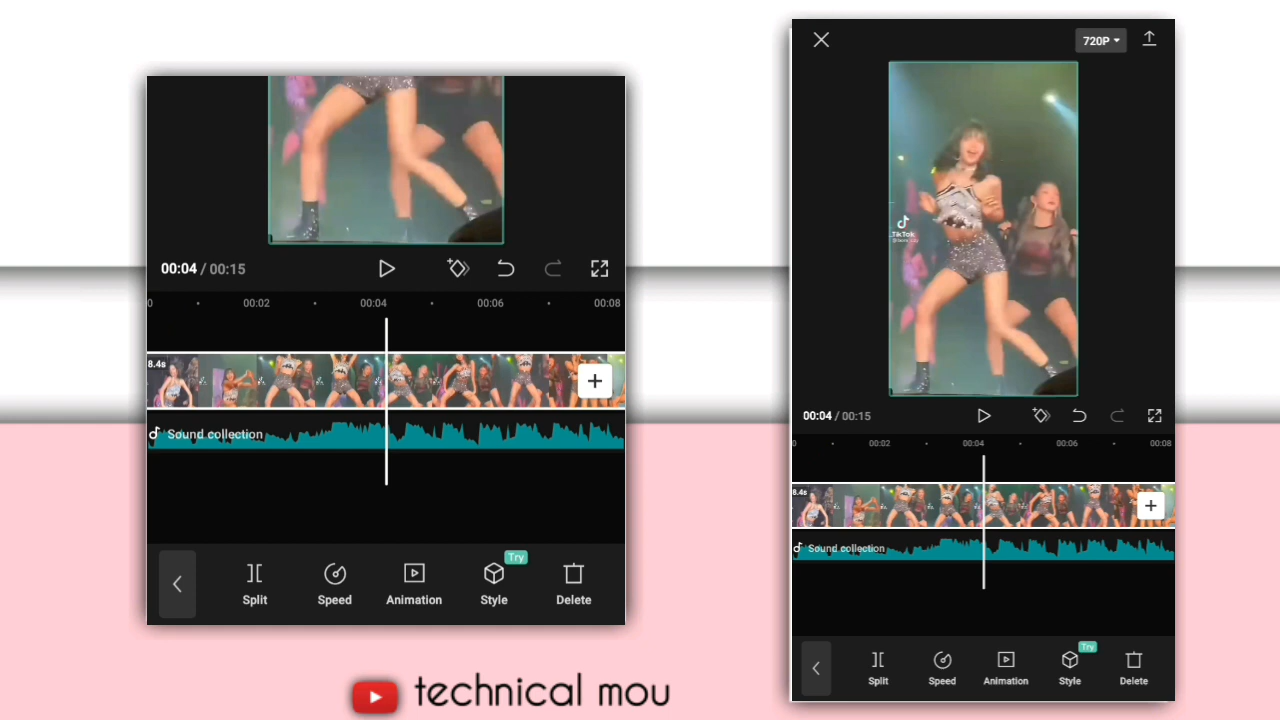 00:04 / 00:15
0
00:02
00:04
00:06
00:08
8.4s
Sound collection
Try
Split
Speed
Animation
Style
Delete
720P
TikTok
00:04 / 00:15
0
00:02
00:04
00:06
00:08
8.4s
Sound collection
Try
Split
Speed
Animation
Style
Delete
technical mou